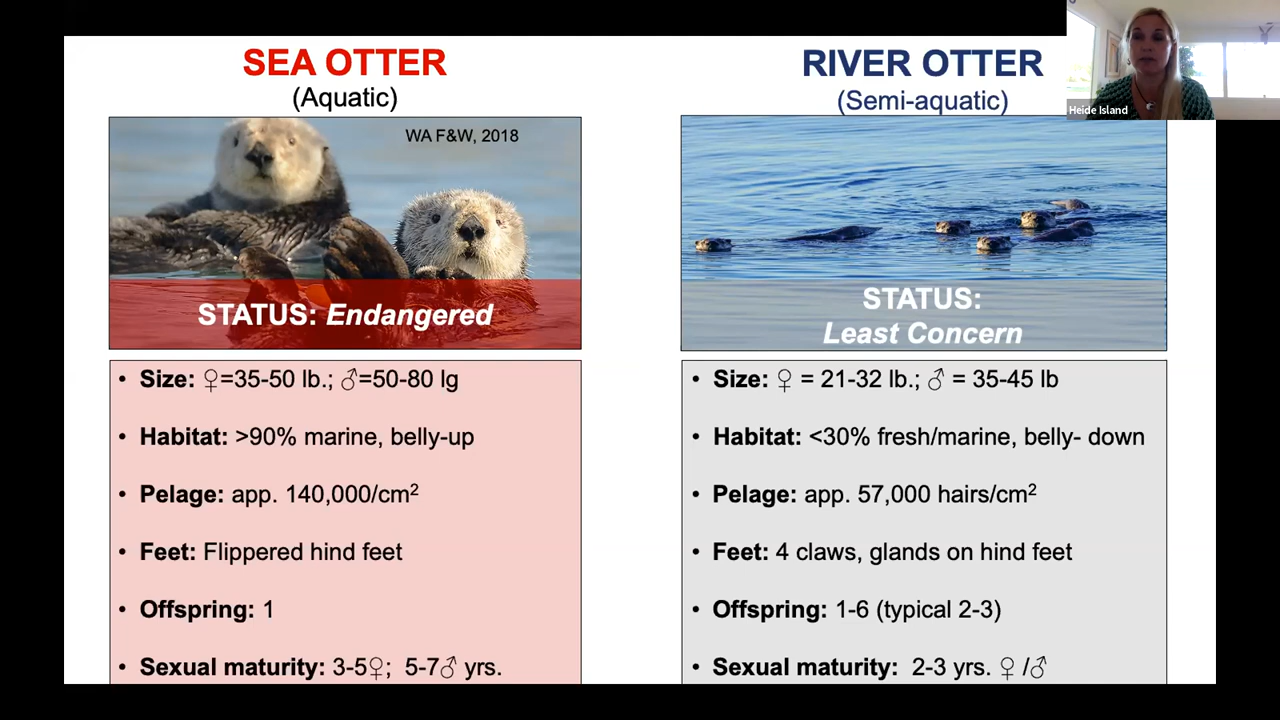 SEA OTTER
(Aquatic)
WA F&W, 2018
STATUS: Endangered
• Size: ♀=35-50 lb.; ♂=50-80 lg
• Habitat: >90% marine, belly-up
• Pelage: app. 140,000/cm²
• Feet: Flippered hind feet
• Offspring: 1
• Sexual maturity: 3-5♀; 5-7♂ yrs.
RIVER OTTER
(Semi-aquatic)
STATUS:
Least Concern
• Size: ♀ = 21-32 lb.; ♂ = 35-45 lb
• Habitat: <30% fresh/marine, belly- down
• Pelage: app. 57,000 hairs/cm²
• Feet: 4 claws, glands on hind feet
• Offspring: 1-6 (typical 2-3)
• Sexual maturity: 2-3 yrs. ♀ /♂
Heide Island